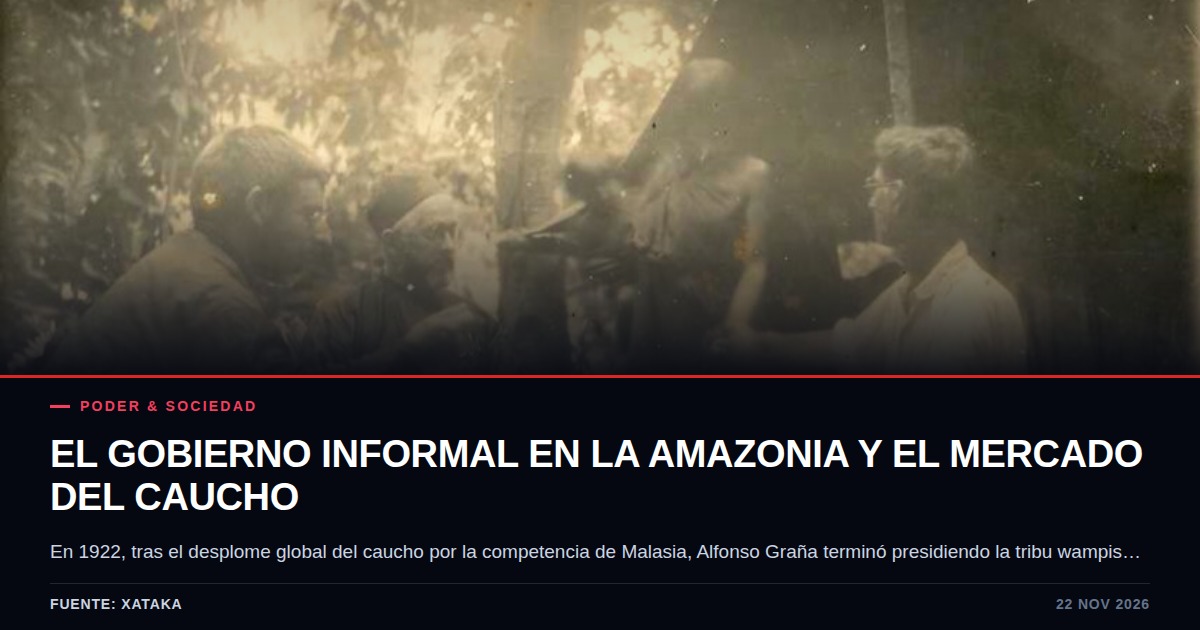 PODER & SOCIEDAD
EL GOBIERNO INFORMAL EN LA AMAZONIA Y EL MERCADO
DEL CAUCHO
En 1922, tras el desplome global del caucho por la competencia de Malasia, Alfonso Graña terminó presidiendo la tribu wampis…
FUENTE: XATAKA
22 NOV 2026